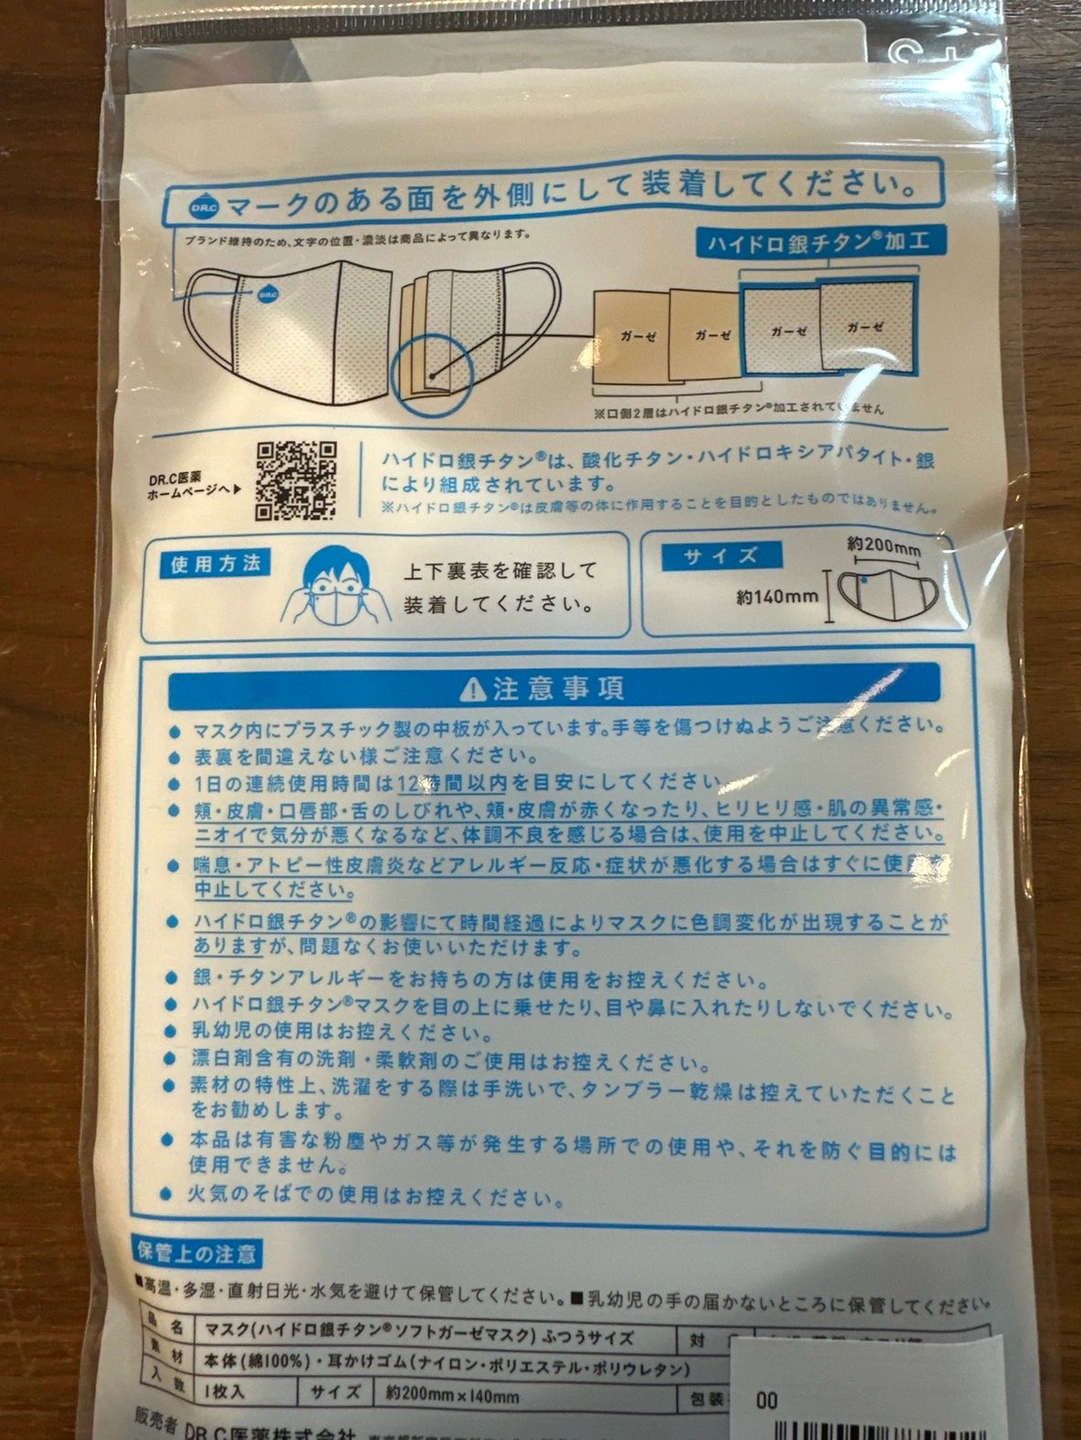 DR.C マークのある面を外側にして装着してください。
ブランド維持のため、文字の位置・濃淡は商品によって異なります。
ハイドロ銀チタン®加工
DR.C
ガーゼ ガーゼ ガーゼ ガーゼ
※口側2層はハイドロ銀チタン®加工されていません
DR.C医薬
ホームページへ▶
ハイドロ銀チタン®は、酸化チタン・ハイドロキシアパタイト・銀
により組成されています。
※ハイドロ銀チタン®は皮膚等の体に作用することを目的としたものではありません。
使用方法
上下裏表を確認して
装着してください。
サイズ
約200mm
約140mm
注意事項
マスク内にプラスチック製の中板が入っています。手等を傷つけぬようご注意ください。
表裏を間違えない様ご注意ください。
1日の連続使用時間は12時間以内を目安にしてください。
頬・皮膚・口唇部・舌のしびれや、頬・皮膚が赤くなったり、ヒリヒリ感・肌の異常感・
ニオイで気分が悪くなるなど、体調不良を感じる場合は、使用を中止してください。
喘息・アトピー性皮膚炎などアレルギー反応・症状が悪化する場合はすぐに使用を
中止してください。
ハイドロ銀チタン®の影響にて時間経過によりマスクに色調変化が出現することが
ありますが、問題なくお使いいただけます。
銀・チタンアレルギーをお持ちの方は使用をお控えください。
ハイドロ銀チタン®マスクを目の上に乗せたり、目や鼻に入れたりしないでください。
乳幼児の使用はお控えください。
漂白剤含有の洗剤・柔軟剤のご使用はお控えください。
素材の特性上、洗濯をする際は手洗いで、タンブラー乾燥は控えていただくこと
をお勧めします。
本品は有害な粉塵やガス等が発生する場所での使用や、それを防ぐ目的には
使用できません。
火気のそばでの使用はお控えください。
保管上の注意
■高温・多湿・直射日光・水気を避けて保管してください。■乳幼児の手の届かないところに保管してください。
品名 マスク(ハイドロ銀チタン®ソフトガーゼマスク) ふつうサイズ 対
素材 本体(綿100%)・耳かけゴム(ナイロン・ポリエステル・ポリウレタン)
入数 1枚入 サイズ 約200mm×140mm 包装
00
販売者 DR.C医薬株式会社